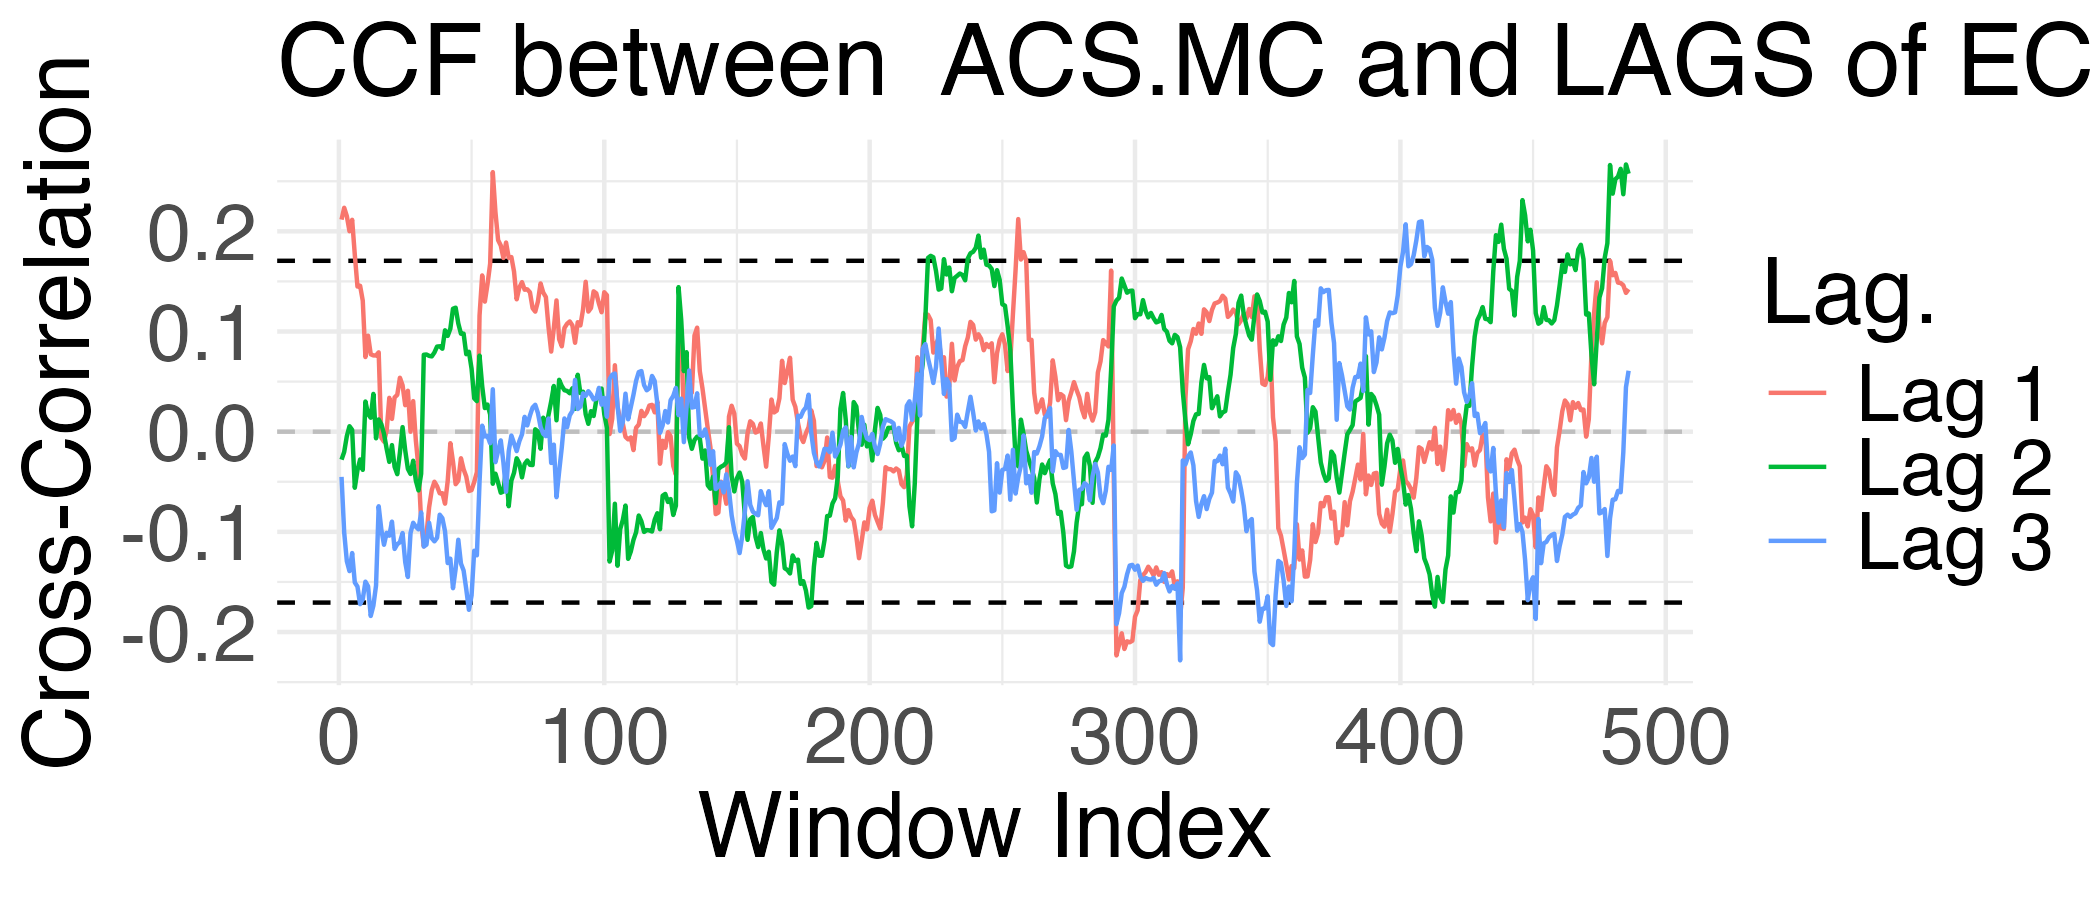 CCF between  ACS.MC and LAGS of EC
Cross-Correlation
0.2
0.1
0.0
-0.1
-0.2
0 100 200 300 400 500
Window Index
Lag.
Lag 1
Lag 2
Lag 3